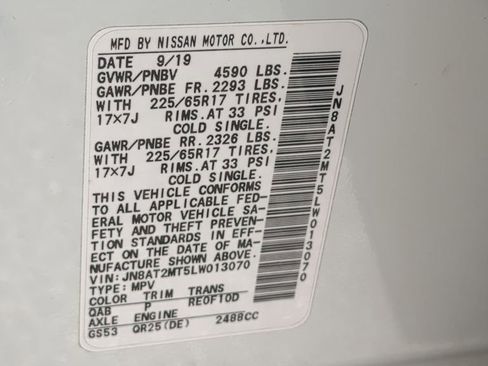 MFD BY NISSAN MOTOR CO.,LTD.
DATE 9/19
GVWR/PNBV 4590 LBS.
GAWR/PNBE FR. 2293 LBS.
WITH 225/65R17 TIRES.
17×7J RIMS. AT 33 PSI
COLD SINGLE.
GAWR/PNBE RR. 2326 LBS.
WITH 225/65R17 TIRES.
17×7J RIMS. AT 33 PSI
COLD SINGLE.
THIS VEHICLE CONFORMS
TO ALL APPLICABLE FED-
ERAL MOTOR VEHICLE SA-
FETY AND THEFT PREVEN-
TION STANDARDS IN EFF-
ECT ON THE DATE OF MA-
NUFACTURE SHOWN ABOVE.
VIN:JN8AT2MT5LW013070
TYPE: MPV
COLOR TRIM TRANS
QAB P RE0F10D
AXLE ENGINE
GS53 QR25(DE) 2488CC
JN8AT2MT5LW013070